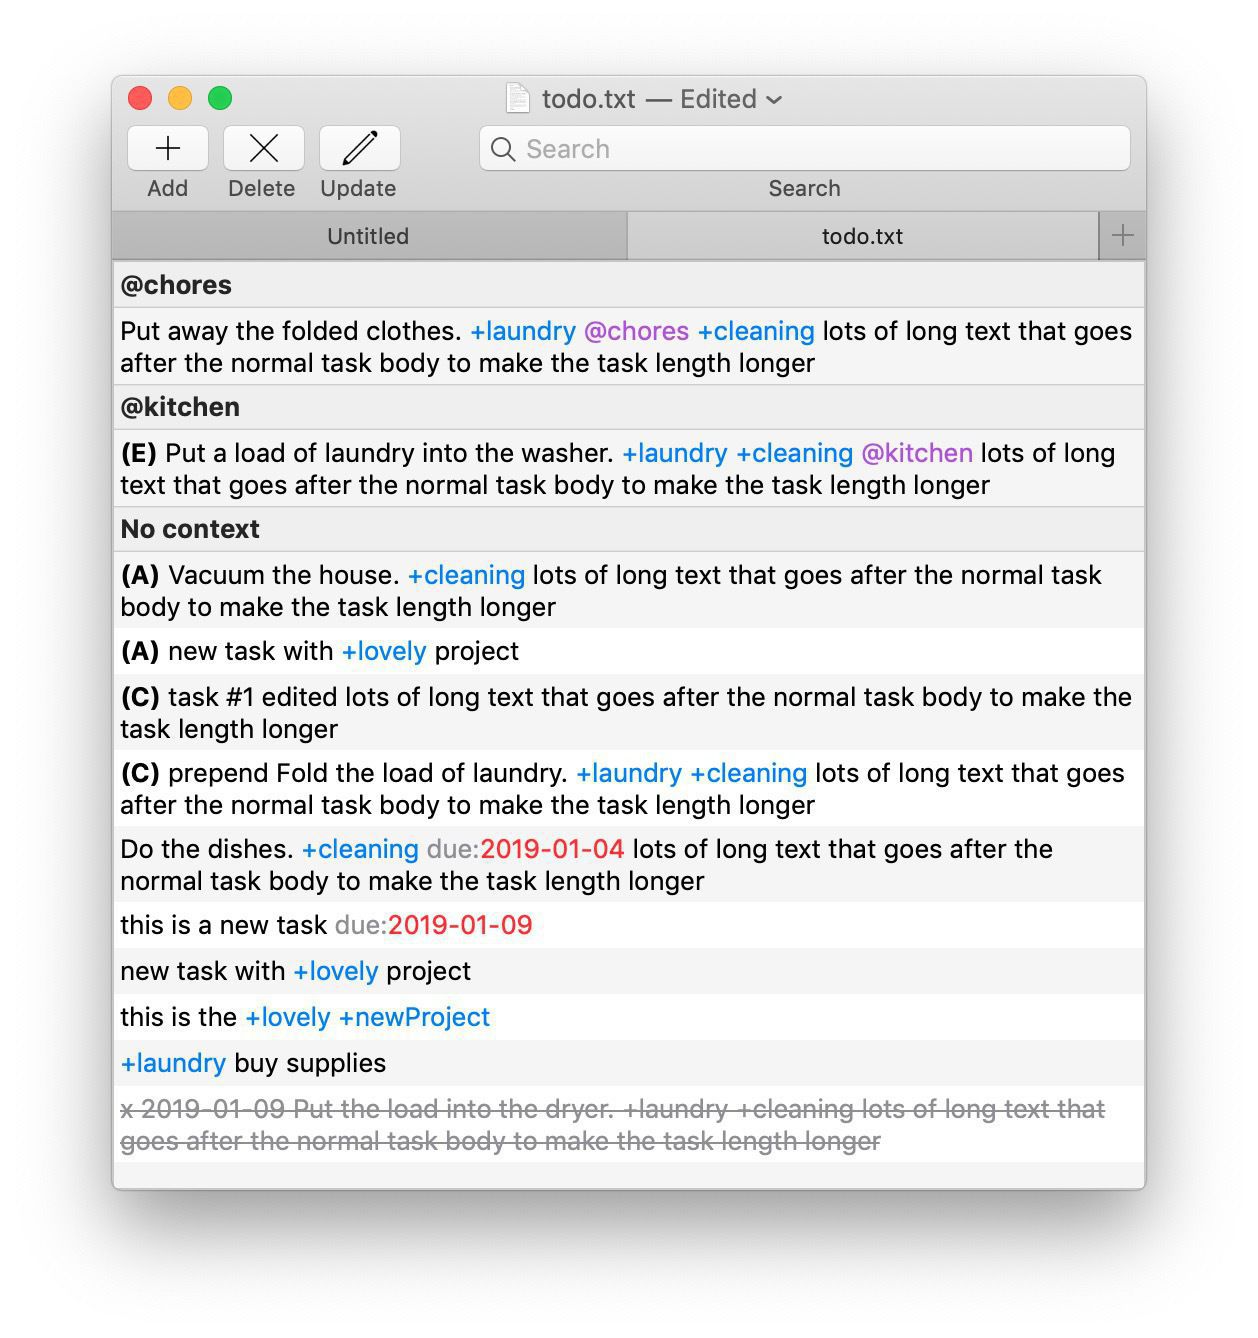 todo.txt — Edited
Search
Add Delete Update Search
Untitled todo.txt
@chores
Put away the folded clothes. +laundry @chores +cleaning lots of long text that goes
after the normal task body to make the task length longer
@kitchen
(E) Put a load of laundry into the washer. +laundry +cleaning @kitchen lots of long
text that goes after the normal task body to make the task length longer
No context
(A) Vacuum the house. +cleaning lots of long text that goes after the normal task
body to make the task length longer
(A) new task with +lovely project
(C) task #1 edited lots of long text that goes after the normal task body to make the
task length longer
(C) prepend Fold the load of laundry. +laundry +cleaning lots of long text that goes
after the normal task body to make the task length longer
Do the dishes. +cleaning due:2019-01-04 lots of long text that goes after the
normal task body to make the task length longer
this is a new task due:2019-01-09
new task with +lovely project
this is the +lovely +newProject
+laundry buy supplies
x 2019-01-09 Put the load into the dryer. +laundry +cleaning lots of long text that
goes after the normal task body to make the task length longer